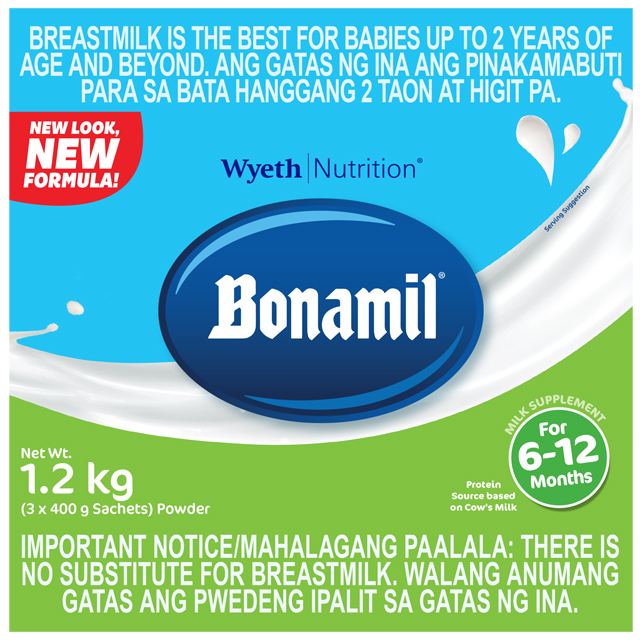 BREASTMILK IS THE BEST FOR BABIES UP TO 2 YEARS OF
AGE AND BEYOND. ANG GATAS NG INA ANG PINAKAMABUTI
PARA SA BATA HANGGANG 2 TAON AT HIGIT PA.
NEW LOOK,
NEW
FORMULA!
Wyeth | Nutrition®
Serving Suggestion
Bonamil®
MILK SUPPLEMENT
For
6-12
Months
Net Wt.
1.2 kg
(3 x 400 g Sachets) Powder
Protein
Source based
on Cow's Milk
IMPORTANT NOTICE/MAHALAGANG PAALALA: THERE IS
NO SUBSTITUTE FOR BREASTMILK. WALANG ANUMANG
GATAS ANG PWEDENG IPALIT SA GATAS NG INA.